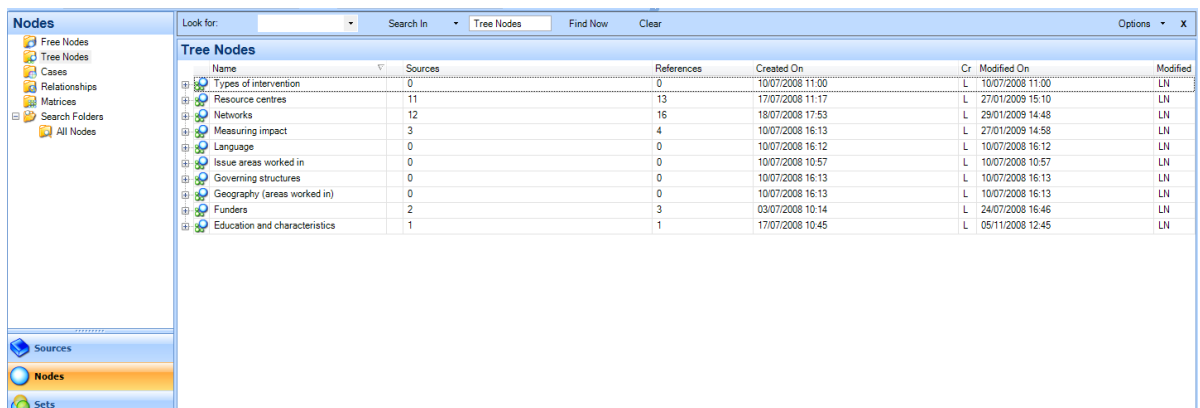 Nodes
Free Nodes
Tree Nodes
Cases
Relationships
Matrices
Search Folders
All Nodes
Sources
Nodes
Sets
Look for: Search In Tree Nodes Find Now Clear Options x
Tree Nodes
Name Sources References Created On Cr Modified On Modified
Types of intervention 0 0 10/07/2008 11:00 L 10/07/2008 11:00 LN
Resource centres 11 13 17/07/2008 11:17 L 27/01/2009 15:10 LN
Networks 12 16 18/07/2008 17:53 L 29/01/2009 14:48 LN
Measuring impact 3 4 10/07/2008 16:13 L 27/01/2009 14:58 LN
Language 0 0 10/07/2008 16:12 L 10/07/2008 16:12 LN
Issue areas worked in 0 0 10/07/2008 10:57 L 10/07/2008 10:57 LN
Governing structures 0 0 10/07/2008 16:13 L 10/07/2008 16:13 LN
Geography (areas worked in) 0 0 10/07/2008 16:13 L 10/07/2008 16:13 LN
Funders 2 3 03/07/2008 10:14 L 24/07/2008 16:46 LN
Education and characteristics 1 1 17/07/2008 10:45 L 05/11/2008 12:45 LN